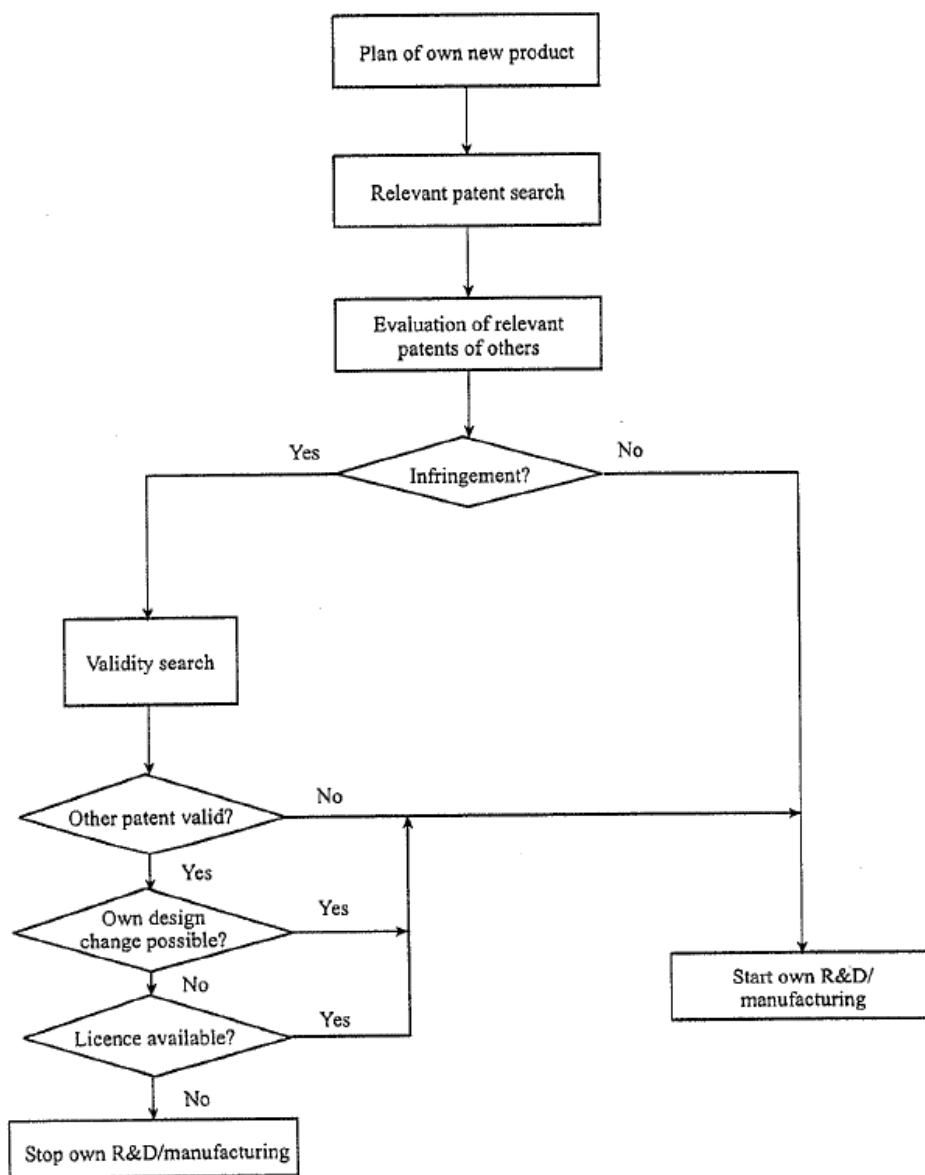 Plan of own new product
Relevant patent search
Evaluation of relevant
patents of others
Yes
No
Infringement?
Validity search
No
Other patent valid?
Yes
Own design
change possible?
Yes
No
Start own R&D/
manufacturing
Licence available?
Yes
No
Stop own R&D/manufacturing